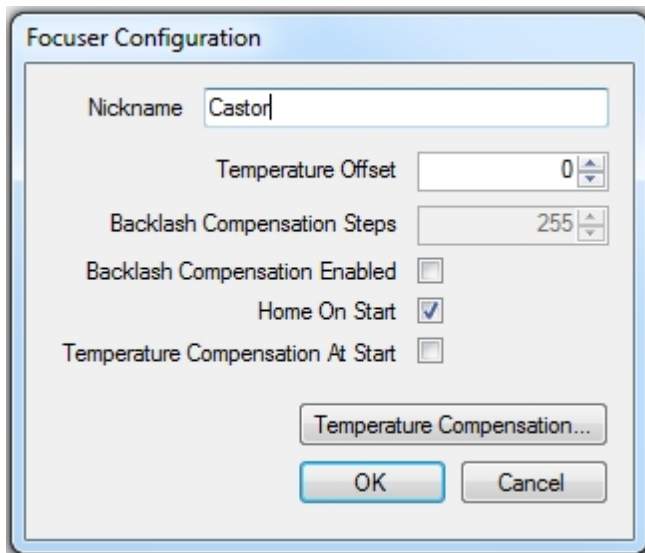 Focuser Configuration
Nickname Castor
Temperature Offset 0
Backlash Compensation Steps 255
Backlash Compensation Enabled
Home On Start
Temperature Compensation At Start
Temperature Compensation...
OK Cancel